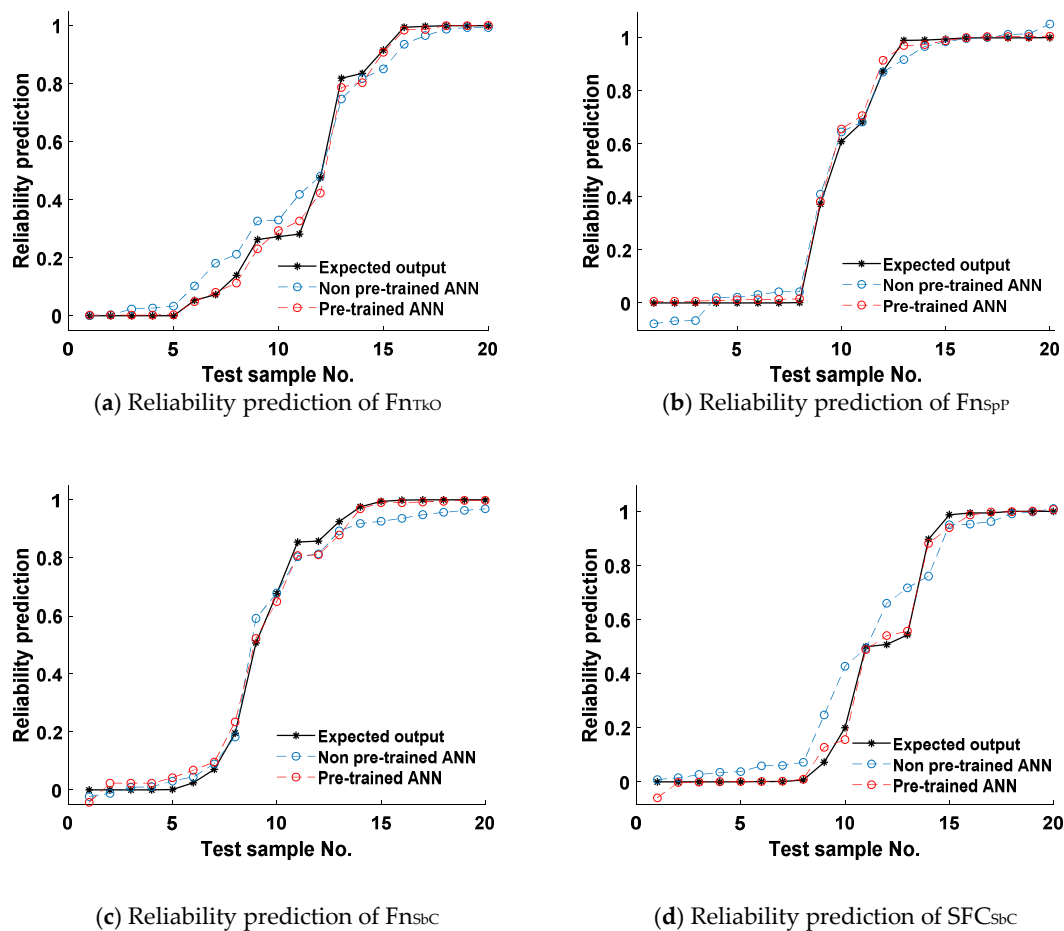 1
0.8
0.6
0.4
0.2
0
Reliability prediction
Expected output
Non pre-trained ANN
Pre-trained ANN
0 5 10 15 20
Test sample No.
(a) Reliability prediction of FnTkO
1
0.8
0.6
0.4
0.2
0
Reliability prediction
Expected output
Non pre-trained ANN
Pre-trained ANN
5 10 15 20
Test sample No.
(b) Reliability prediction of FnSpP
1
0.8
0.6
0.4
0.2
0
Reliability prediction
Expected output
Non pre-trained ANN
Pre-trained ANN
0 5 10 15 20
Test sample No.
(c) Reliability prediction of FnSbC
1
0.8
0.6
0.4
0.2
0
Reliability prediction
Expected output
Non pre-trained ANN
Pre-trained ANN
0 5 10 15 20
Test sample No.
(d) Reliability prediction of SFCSbC